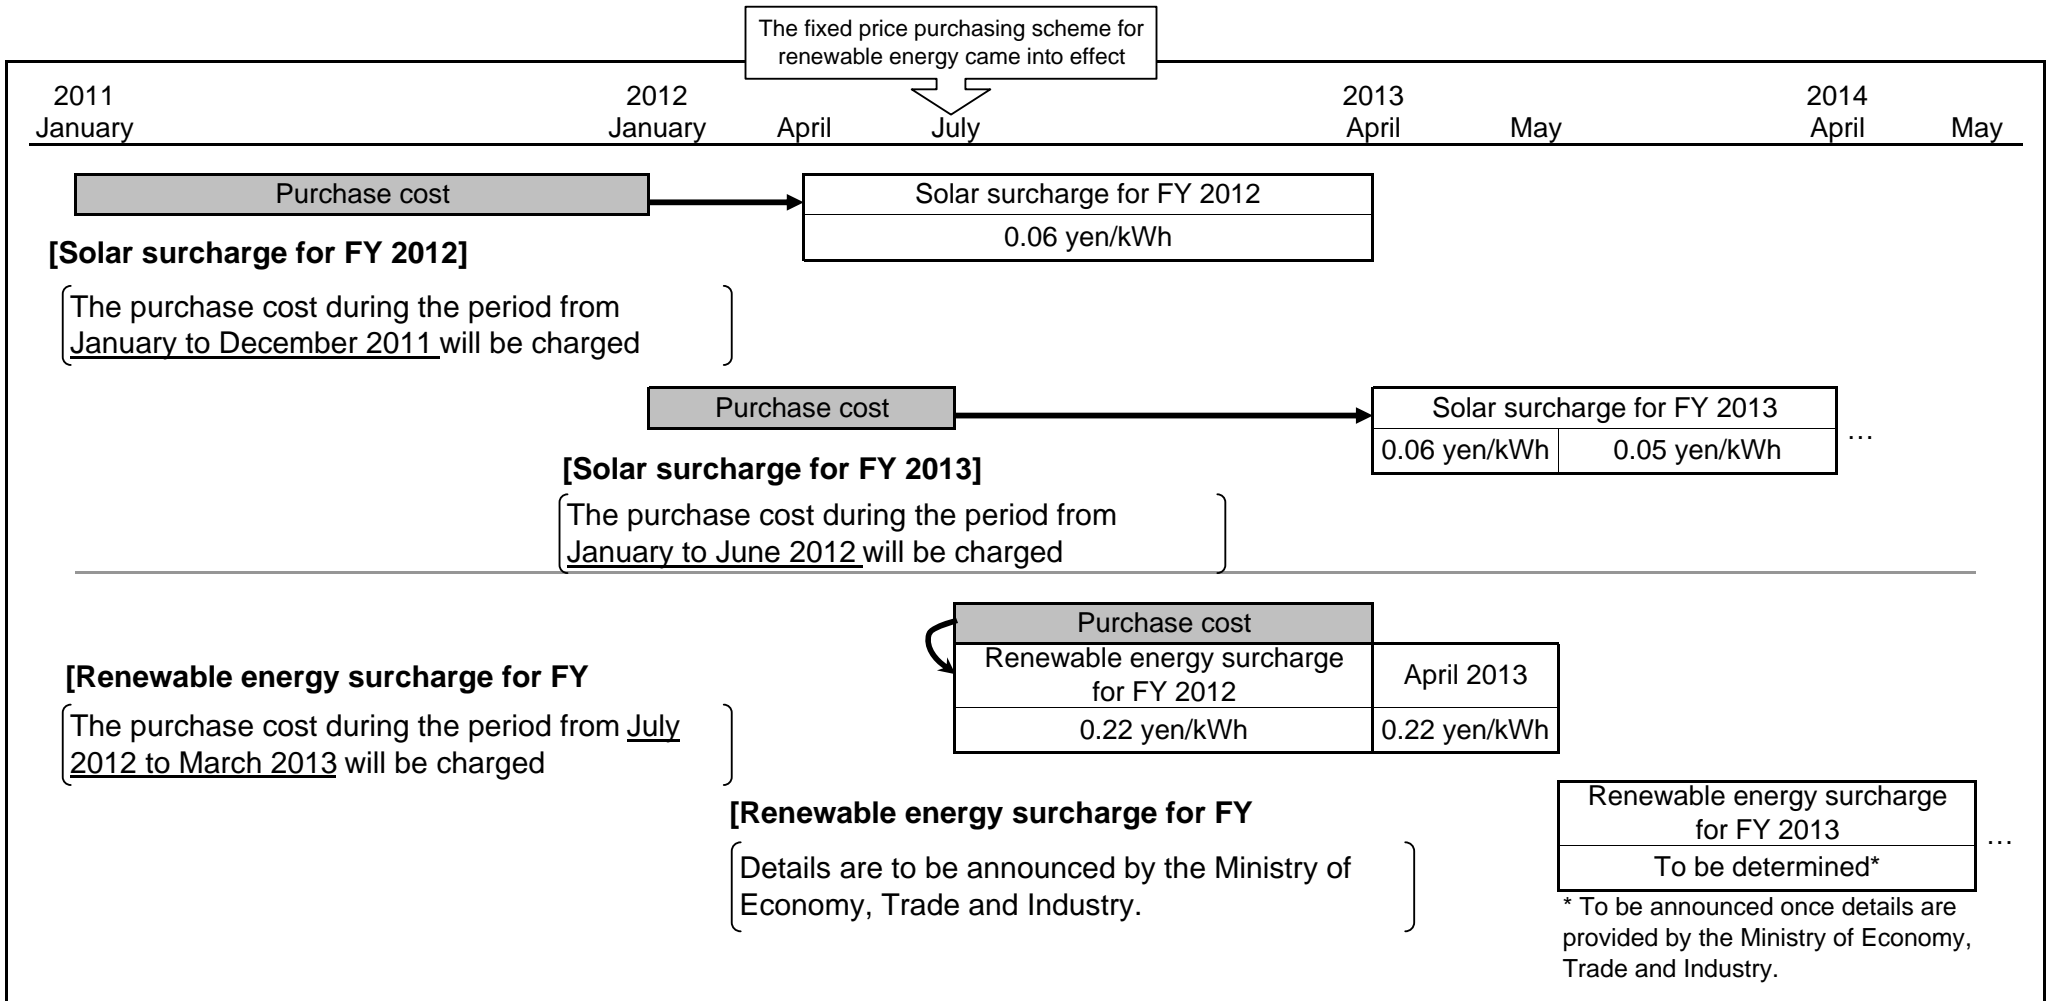 The fixed price purchasing scheme for
renewable energy came into effect
2011
2012
2013
2014
January
January
April
July
April
May
April
May
Purchase cost
Solar surcharge for FY 2012
0.06 yen/kWh
[Solar surcharge for FY 2012]
The purchase cost during the period from
January to December 2011 will be charged
Purchase cost
Solar surcharge for FY 2013
0.06 yen/kWh
0.05 yen/kWh
…
[Solar surcharge for FY 2013]
The purchase cost during the period from
January to June 2012 will be charged
Purchase cost
Renewable energy surcharge
for FY 2012
April 2013
0.22 yen/kWh
0.22 yen/kWh
[Renewable energy surcharge for FY
The purchase cost during the period from July
2012 to March 2013 will be charged
[Renewable energy surcharge for FY
Details are to be announced by the Ministry of
Economy, Trade and Industry.
Renewable energy surcharge
for FY 2013
To be determined*
…
* To be announced once details are
provided by the Ministry of Economy,
Trade and Industry.